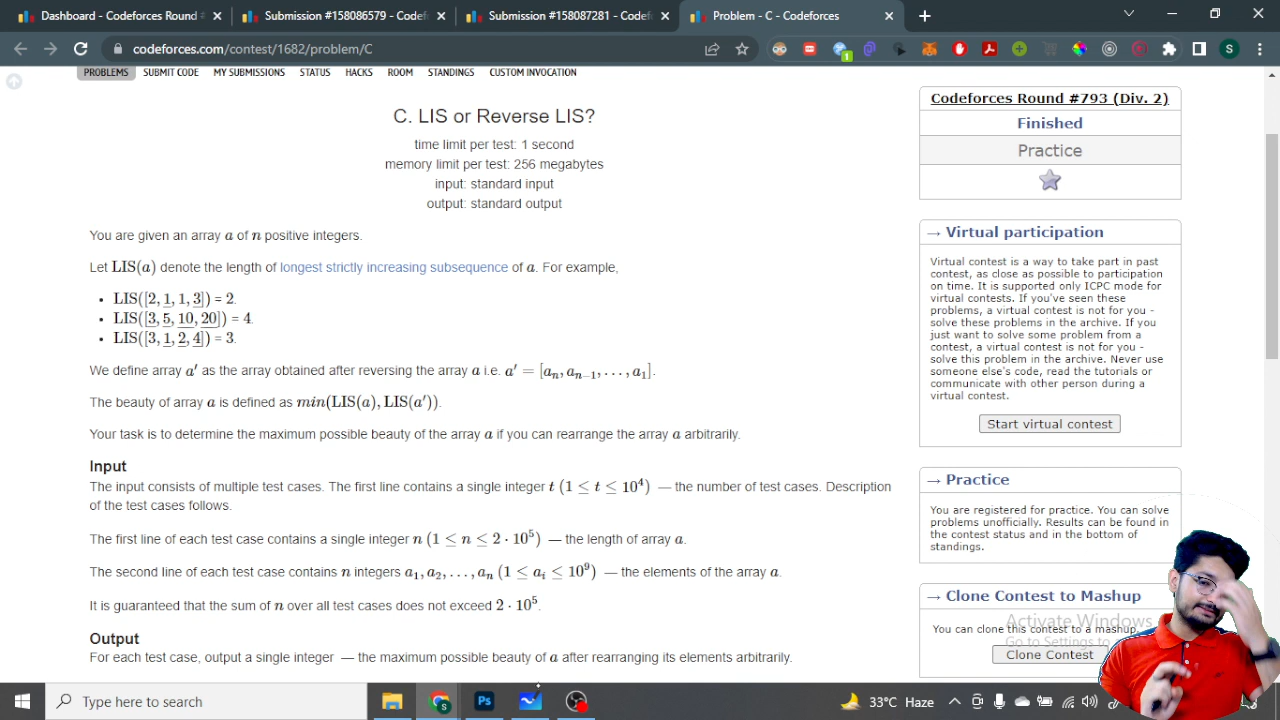 Dashboard - Codeforces Round #
Submission #158086579 - Codef
Submission #158087281 - Codef
Problem - C - Codeforces
codeforces.com/contest/1682/problem/C
1
S
PROBLEMS SUBMIT CODE MY SUBMISSIONS STATUS HACKS ROOM STANDINGS CUSTOM INVOCATION
C. LIS or Reverse LIS?
time limit per test: 1 second
memory limit per test: 256 megabytes
input: standard input
output: standard output
You are given an array a of n positive integers.
Let LIS(a) denote the length of longest strictly increasing subsequence of a. For example,
• LIS([2, 1, 1, 3]) = 2.
• LIS([3, 5, 10, 20]) = 4.
• LIS([3, 1, 2, 4]) = 3.
We define array a′ as the array obtained after reversing the array a i.e. a′ = [aₙ, aₙ₋₁, . . . , a₁].
The beauty of array a is defined as min(LIS(a), LIS(a′)).
Your task is to determine the maximum possible beauty of the array a if you can rearrange the array a arbitrarily.
Input
The input consists of multiple test cases. The first line contains a single integer t (1 ≤ t ≤ 10⁴) — the number of test cases. Description
of the test cases follows.
The first line of each test case contains a single integer n (1 ≤ n ≤ 2 · 10⁵) — the length of array a.
The second line of each test case contains n integers a₁, a₂, . . . , aₙ (1 ≤ aᵢ ≤ 10⁹) — the elements of the array a.
It is guaranteed that the sum of n over all test cases does not exceed 2 · 10⁵.
Output
For each test case, output a single integer — the maximum possible beauty of a after rearranging its elements arbitrarily.
Codeforces Round #793 (Div. 2)
Finished
Practice
→ Virtual participation
Virtual contest is a way to take part in past
contest, as close as possible to participation
on time. It is supported only ICPC mode for
virtual contests. If you've seen these
problems, a virtual contest is not for you -
solve these problems in the archive. If you
just want to solve some problem from a
contest, a virtual contest is not for you -
solve this problem in the archive. Never use
someone else's code, read the tutorials or
communicate with other person during a
virtual contest.
Start virtual contest
→ Practice
You are registered for practice. You can solve
problems unofficially. Results can be found in
the contest status and in the bottom of
standings.
→ Clone Contest to Mashup
You can clone this contest to a mashup.
Clone Contest
Activate Windows
Go to Settings to
Type here to search
Ps
33°C Haze